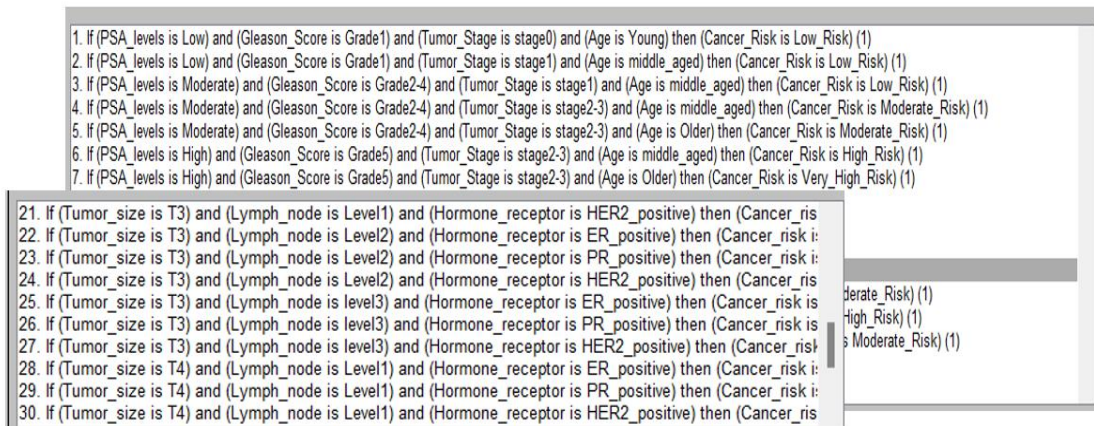 1. If (PSA_levels is Low) and (Gleason_Score is Grade1) and (Tumor_Stage is stage0) and (Age is Young) then (Cancer_Risk is Low_Risk) (1)
2. If (PSA_levels is Low) and (Gleason_Score is Grade1) and (Tumor_Stage is stage1) and (Age is middle_aged) then (Cancer_Risk is Low_Risk) (1)
3. If (PSA_levels is Moderate) and (Gleason_Score is Grade2-4) and (Tumor_Stage is stage1) and (Age is middle_aged) then (Cancer_Risk is Low_Risk) (1)
4. If (PSA_levels is Moderate) and (Gleason_Score is Grade2-4) and (Tumor_Stage is stage2-3) and (Age is middle_aged) then (Cancer_Risk is Moderate_Risk) (1)
5. If (PSA_levels is Moderate) and (Gleason_Score is Grade2-4) and (Tumor_Stage is stage2-3) and (Age is Older) then (Cancer_Risk is Moderate_Risk) (1)
6. If (PSA_levels is High) and (Gleason_Score is Grade5) and (Tumor_Stage is stage2-3) and (Age is middle_aged) then (Cancer_Risk is High_Risk) (1)
7. If (PSA_levels is High) and (Gleason_Score is Grade5) and (Tumor_Stage is stage2-3) and (Age is Older) then (Cancer_Risk is Very_High_Risk) (1)
21. If (Tumor_size is T3) and (Lymph_node is Level1) and (Hormone_receptor is HER2_positive) then (Cancer_ris
22. If (Tumor_size is T3) and (Lymph_node is Level2) and (Hormone_receptor is ER_positive) then (Cancer_risk is
23. If (Tumor_size is T3) and (Lymph_node is Level2) and (Hormone_receptor is PR_positive) then (Cancer_risk is
24. If (Tumor_size is T3) and (Lymph_node is Level2) and (Hormone_receptor is HER2_positive) then (Cancer_ris
25. If (Tumor_size is T3) and (Lymph_node is level3) and (Hormone_receptor is ER_positive) then (Cancer_risk is
26. If (Tumor_size is T3) and (Lymph_node is level3) and (Hormone_receptor is PR_positive) then (Cancer_risk is
27. If (Tumor_size is T3) and (Lymph_node is level3) and (Hormone_receptor is HER2_positive) then (Cancer_risk
28. If (Tumor_size is T4) and (Lymph_node is Level1) and (Hormone_receptor is ER_positive) then (Cancer_risk is
29. If (Tumor_size is T4) and (Lymph_node is Level1) and (Hormone_receptor is PR_positive) then (Cancer_risk is
30. If (Tumor_size is T4) and (Lymph_node is Level1) and (Hormone_receptor is HER2_positive) then (Cancer_ris
derate_Risk) (1)
High_Risk) (1)
s Moderate_Risk) (1)